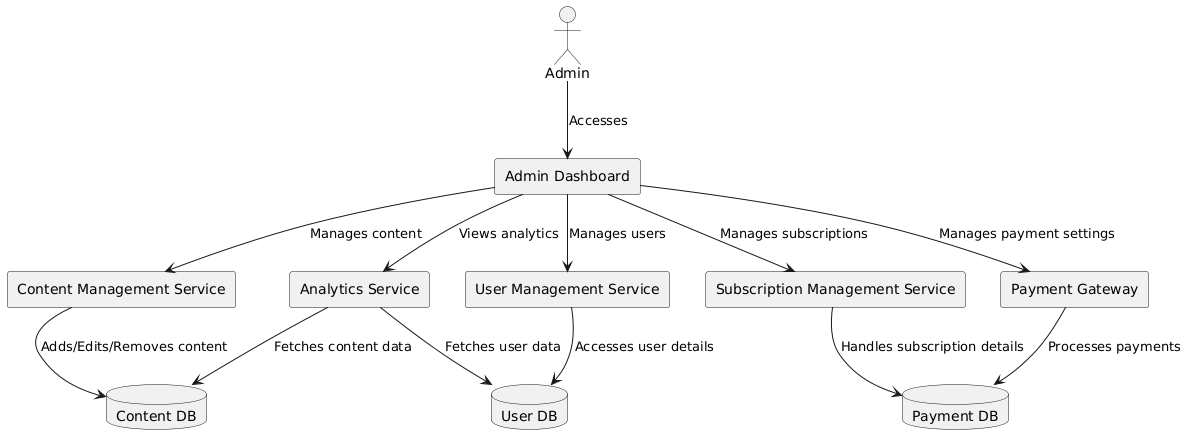 Admin
Accesses
Admin Dashboard
Manages content
Views analytics
Manages users
Manages subscriptions
Manages payment settings
Content Management Service
Analytics Service
User Management Service
Subscription Management Service
Payment Gateway
Adds/Edits/Removes content
Fetches content data
Fetches user data
Accesses user details
Handles subscription details
Processes payments
Content DB
User DB
Payment DB